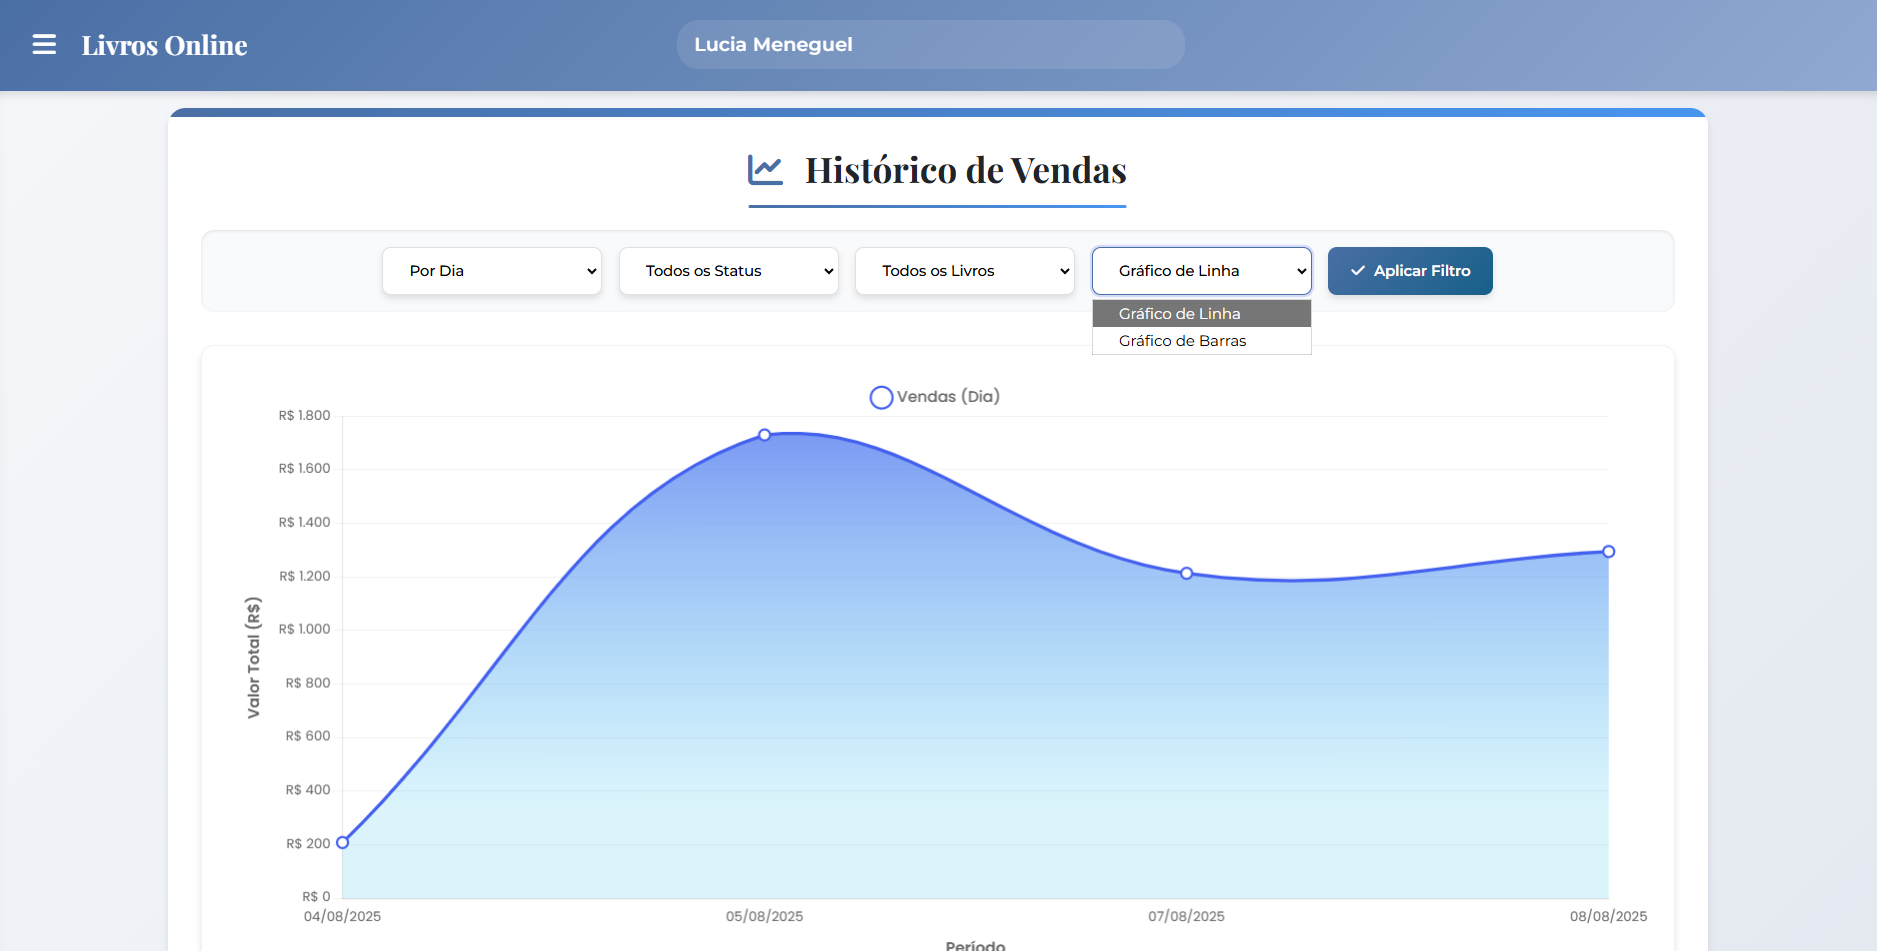 Livros Online
Lucia Meneguel
Histórico de Vendas
Por Dia
Todos os Status
Todos os Livros
Gráfico de Linha
Aplicar Filtro
Gráfico de Linha
Gráfico de Barras
Vendas (Dia)
R$ 1.800
R$ 1.600
R$ 1.400
R$ 1.200
R$ 1.000
R$ 800
R$ 600
R$ 400
R$ 200
R$ 0
Valor Total (R$)
04/08/2025
05/08/2025
07/08/2025
08/08/2025
Período